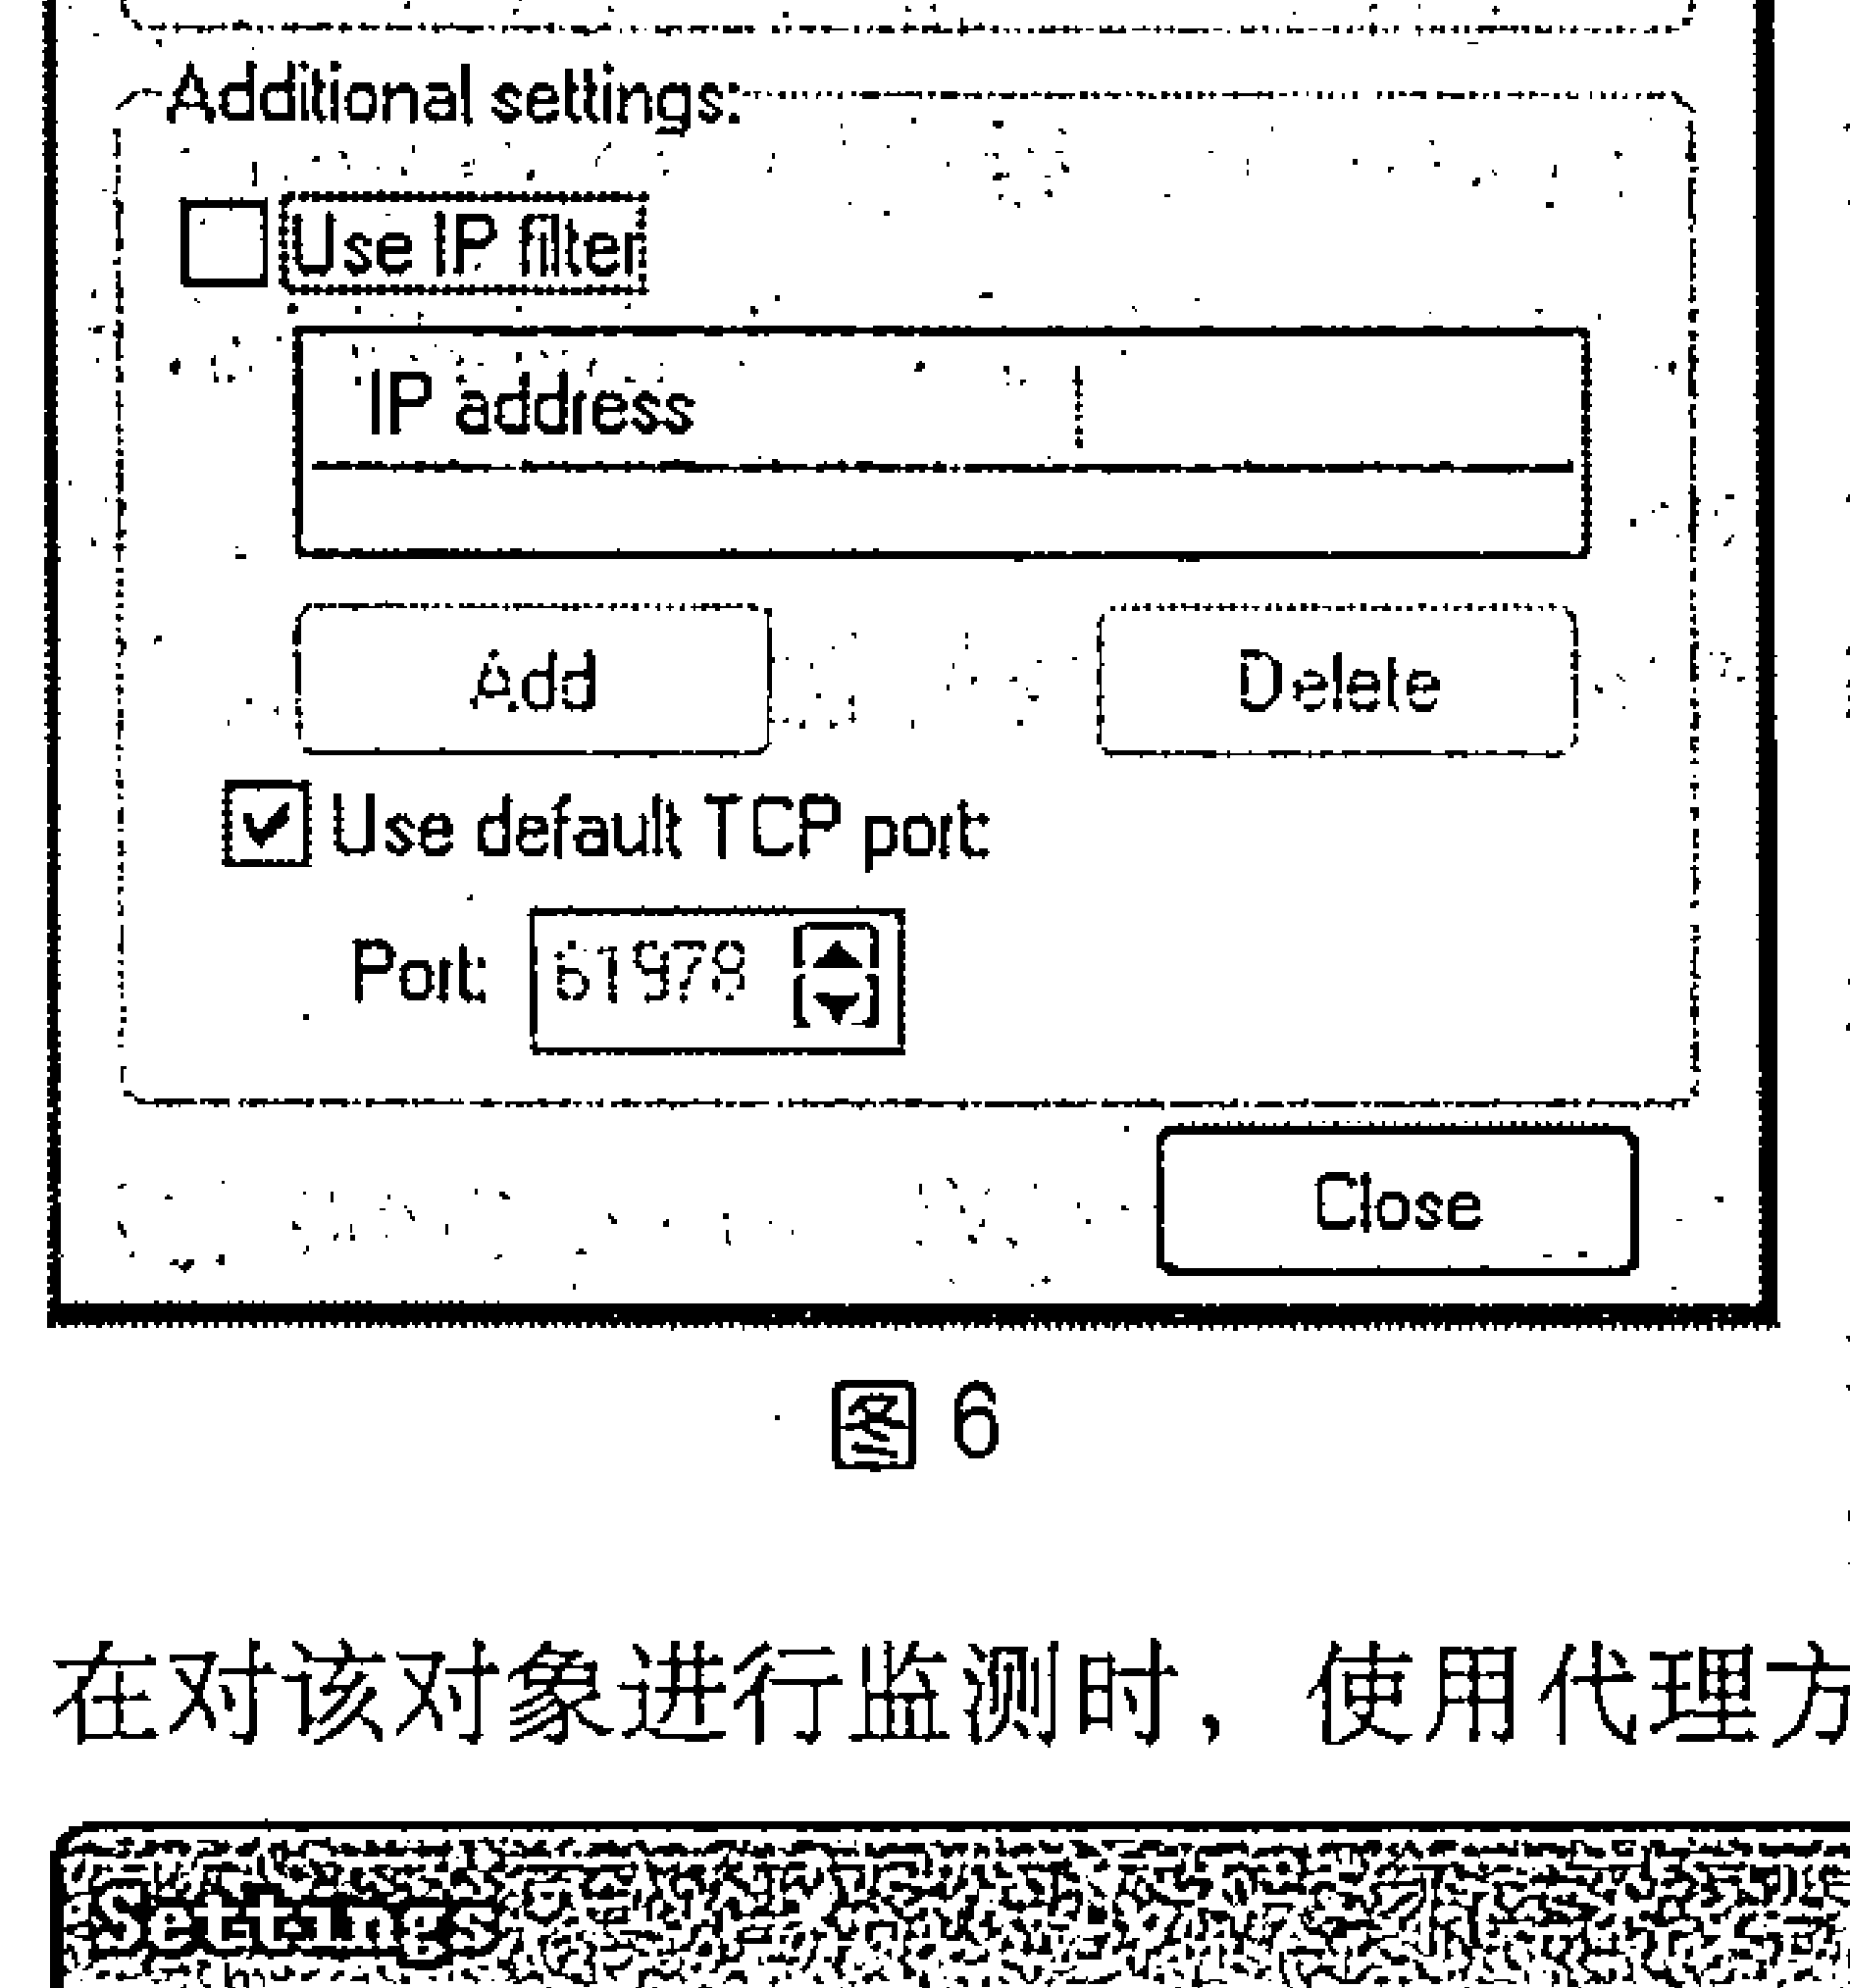 Additional settings:
Use IP filter
IP address
Add Delete
Use default TCP port:
Port: 61978
Close
图 6
在对该对象进行监测时，使用代理方
Settings